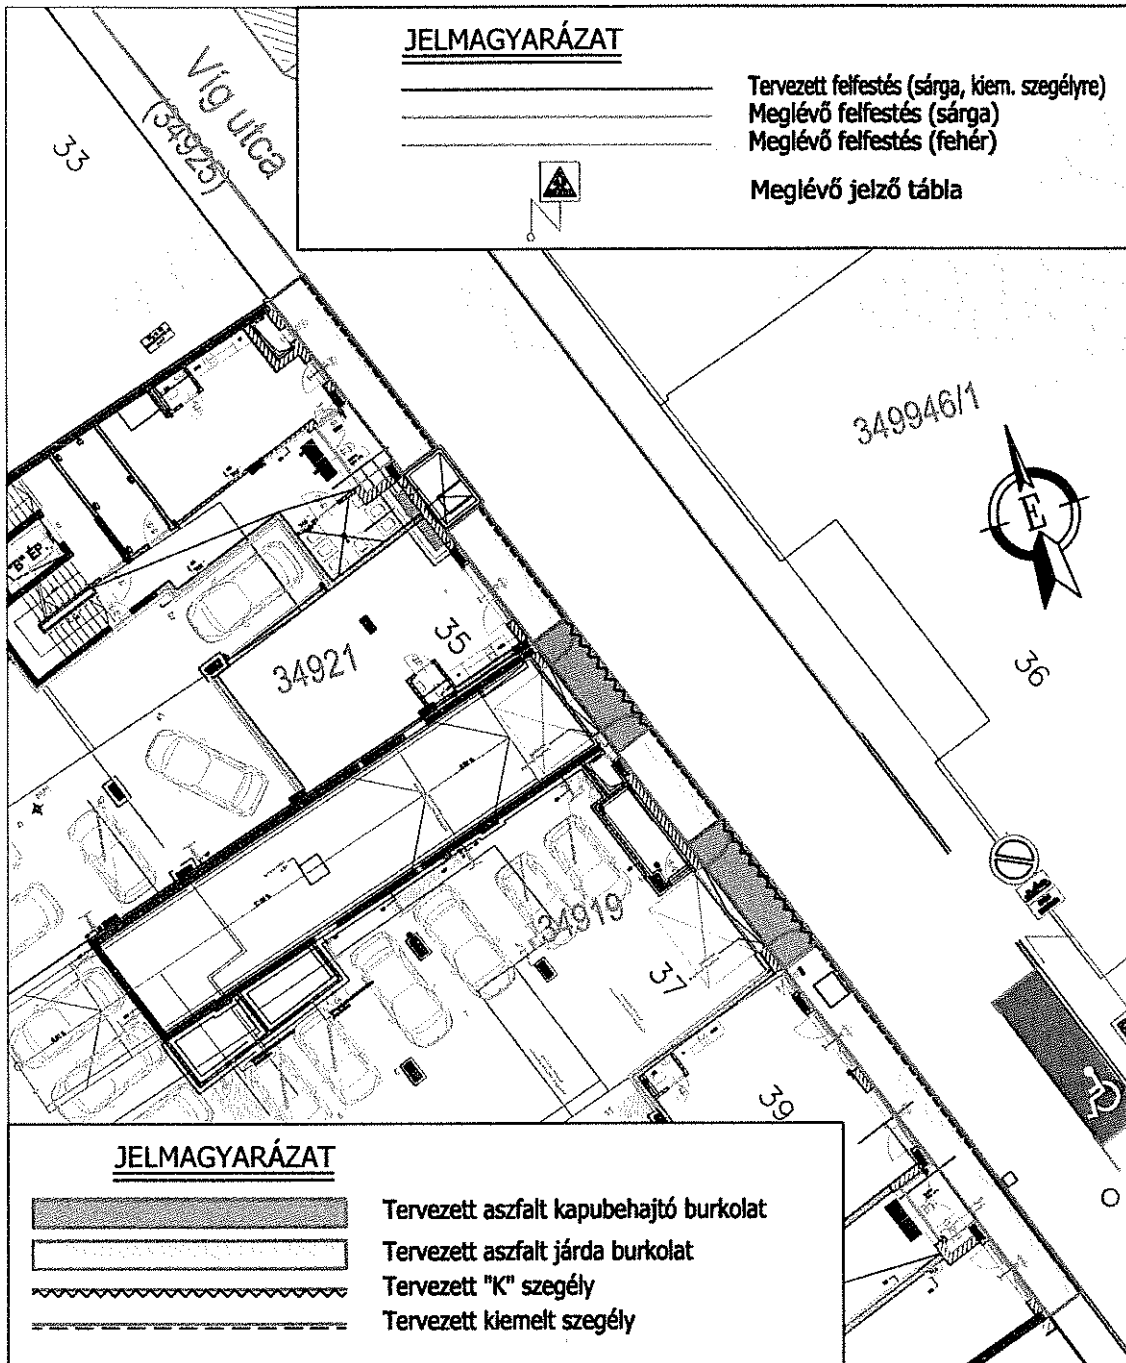 JELMAGYARÁZAT
Tervezett felfestés (sárga, kiem. szegélyre)
Meglévő felfestés (sárga)
Meglévő felfestés (fehér)
Meglévő jelző tábla
Víg utca
(34925)
33
349946/1
E
36
B" ÉP.
35
34921
34919
37
39
JELMAGYARÁZAT
Tervezett aszfalt kapubehajtó burkolat
Tervezett aszfalt járda burkolat
Tervezett "K" szegély
Tervezett kiemelt szegély